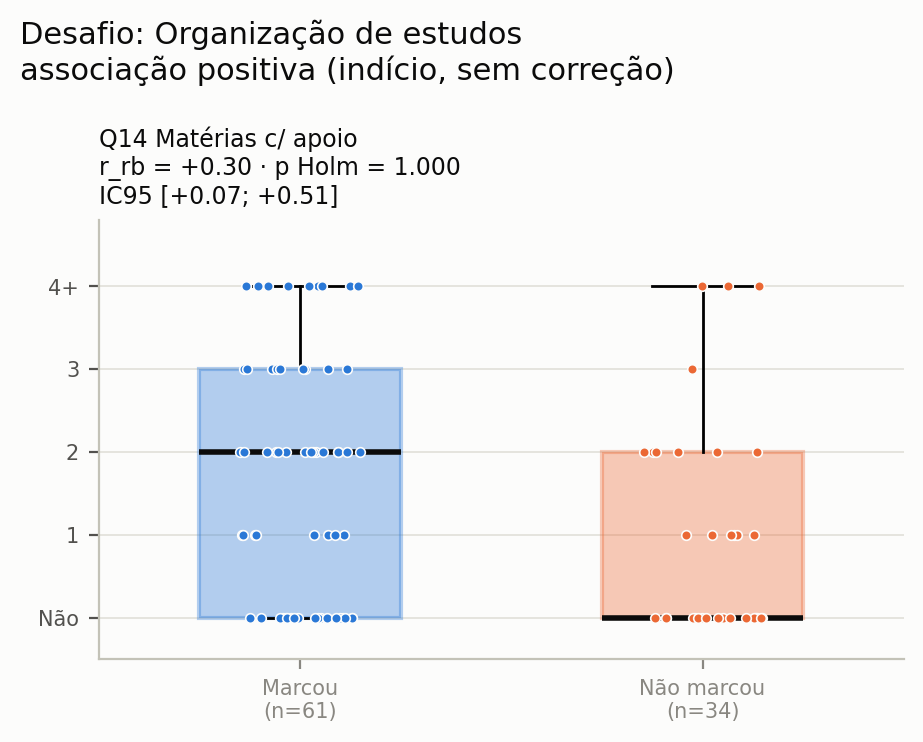 Desafio: Organização de estudos
associação positiva (indício, sem correção)
Q14 Matérias c/ apoio
r_rb = +0.30 · p Holm = 1.000
IC95 [+0.07; +0.51]
4+
3
2
1
Não
Marcou
(n=61)
Não marcou
(n=34)